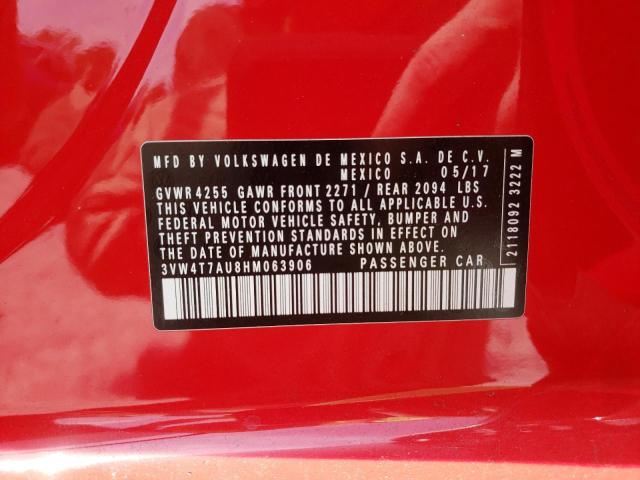 MFD BY VOLKSWAGEN DE MEXICO S.A. DE C.V.
MEXICO 05/17
GVWR 4255 GAWR FRONT 2271 / REAR 2094 LBS
THIS VEHICLE CONFORMS TO ALL APPLICABLE U.S.
FEDERAL MOTOR VEHICLE SAFETY, BUMPER AND
THEFT PREVENTION STANDARDS IN EFFECT ON THE
DATE OF MANUFACTURE SHOWN ABOVE.
3VW4T7AU8HM063906 PASSENGER CAR
2118092 3222 M